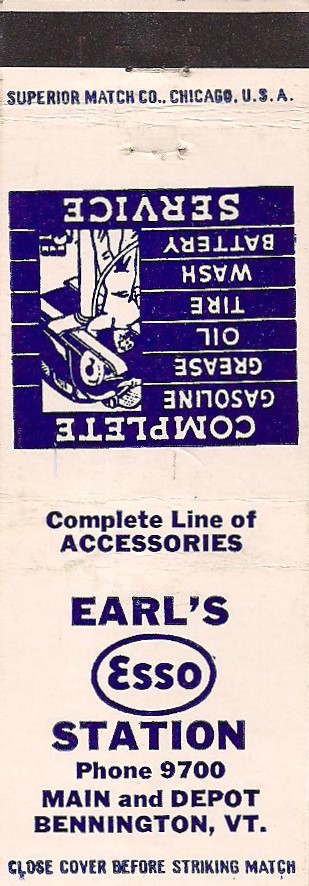 SUPERIOR MATCH CO., CHICAGO, U.S.A.
COMPLETE
GASOLINE
GREASE
OIL
TIRE
WASH
BATTERY
SERVICE
Complete Line of
ACCESSORIES
EARL'S
Esso
STATION
Phone 9700
MAIN and DEPOT
BENNINGTON, VT.
CLOSE COVER BEFORE STRIKING MATCH